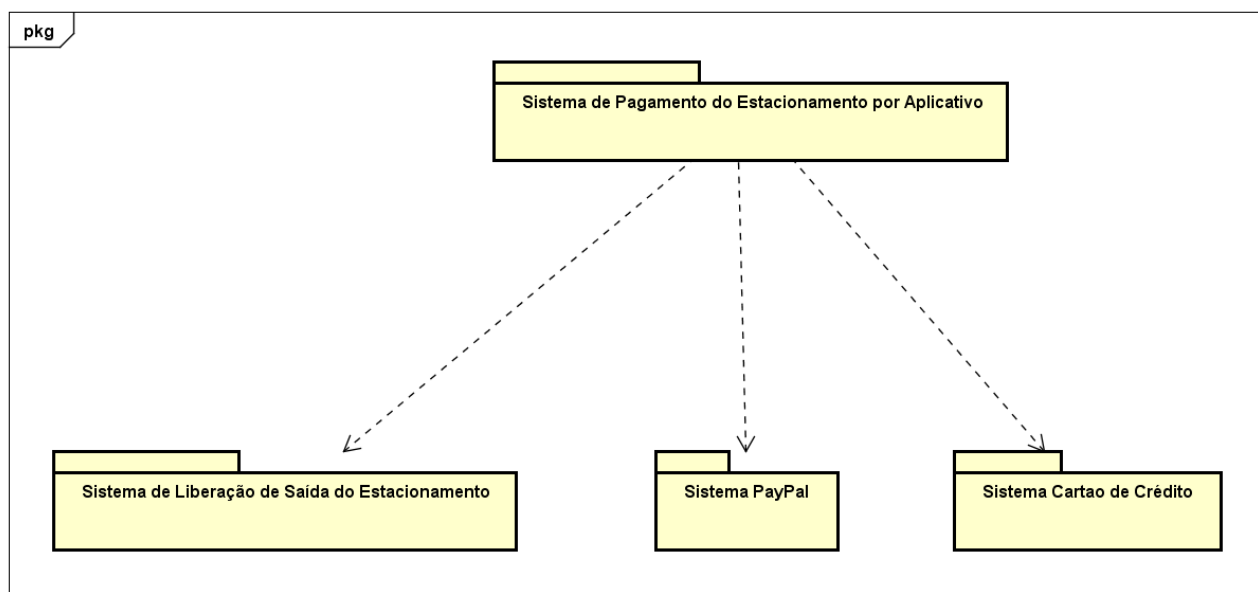 pkg
Sistema de Pagamento do Estacionamento por Aplicativo
Sistema de Liberação de Saída do Estacionamento
Sistema PayPal
Sistema Cartao de Crédito